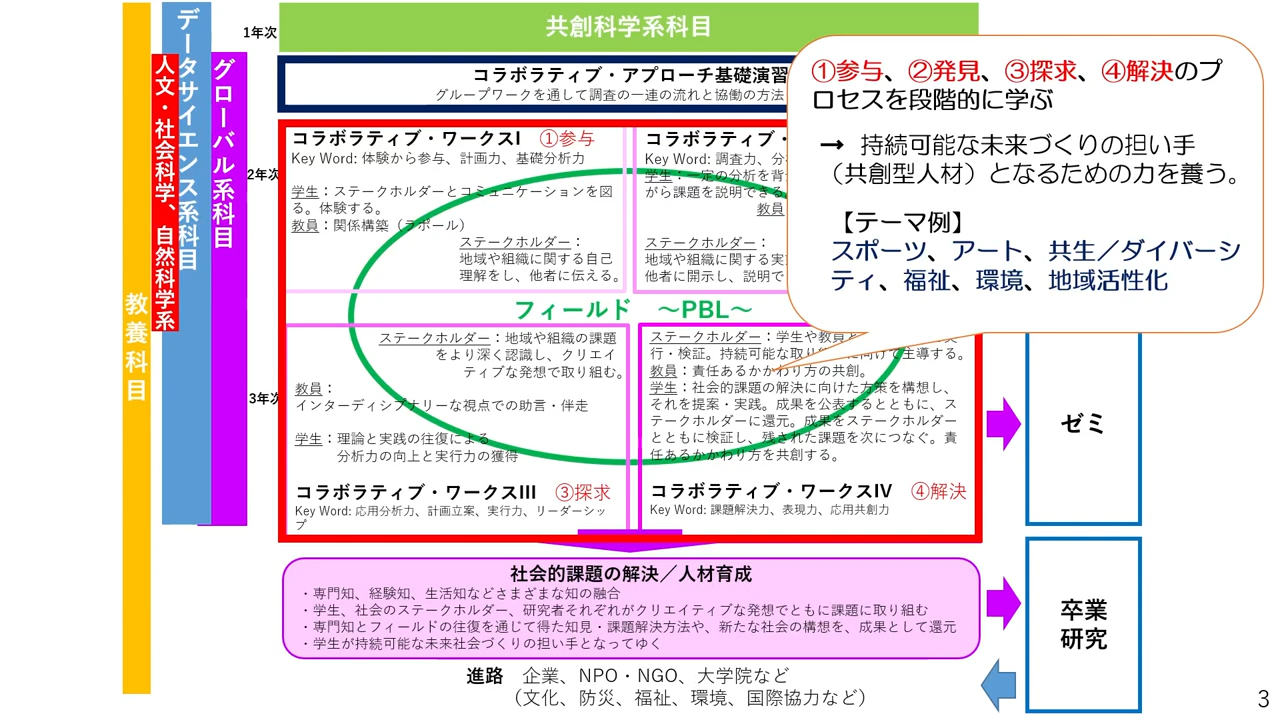 共創科学系科目
1年次
コラボラティブ・アプローチ基礎演習
グループワークを通して調査の一連の流れと協働の方法
①参与、②発見、③探求、④解決のプ
ロセスを段階的に学ぶ
→ 持続可能な未来づくりの担い手
（共創型人材）となるための力を養う。
【テーマ例】
スポーツ、アート、共生／ダイバーシ
ティ、福祉、環境、地域活性化
教養科目
人文・社会科学、自然科学系
データサイエンス系科目
グローバル系科目
2年次
コラボラティブ・ワークスⅠ ①参与
Key Word: 体験から参与、計画力、基礎分析力
学生：ステークホルダーとコミュニケーションを図
る。体験する。
教員：関係構築（ラポール）
ステークホルダー：
地域や組織に関する自己
理解をし、他者に伝える。
コラボラティブ・
Key Word: 調査力、分
学生：一定の分析を背
がら課題を説明できる
教員
ステークホルダー：
地域や組織に関する実
他者に開示し、説明で
フィールド ～PBL～
3年次
ステークホルダー：地域や組織の課題
をより深く認識し、クリエイ
ティブな発想で取り組む。
教員：
インターディシプナリーな視点での助言・伴走
学生：理論と実践の往復による
分析力の向上と実行力の獲得
コラボラティブ・ワークスⅢ ③探求
Key Word: 応用分析力、計画立案、実行力、リーダーシッ
プ
ステークホルダー：学生や教員と
行・検証。持続可能な取り 向けて主導する。
教員：責任あるかかわり方の共創。
学生：社会的課題の解決に向けた方策を構想し、
それを提案・実践。成果を公表するとともに、ス
テークホルダーに還元。成果をステークホルダー
とともに検証し、残された課題を次につなぐ。責
任あるかかわり方を共創する。
コラボラティブ・ワークスⅣ ④解決
Key Word: 課題解決力、表現力、応用共創力
ゼミ
社会的課題の解決／人材育成
・専門知、経験知、生活知などさまざまな知の融合
・学生、社会のステークホルダー、研究者それぞれがクリエイティブな発想でともに課題に取り組む
・専門知とフィールドの往復を通じて得た知見・課題解決方法や、新たな社会の構想を、成果として還元
・学生が持続可能な未来社会づくりの担い手となってゆく
卒業
研究
進路 企業、NPO・NGO、大学院など
（文化、防災、福祉、環境、国際協力など）
3